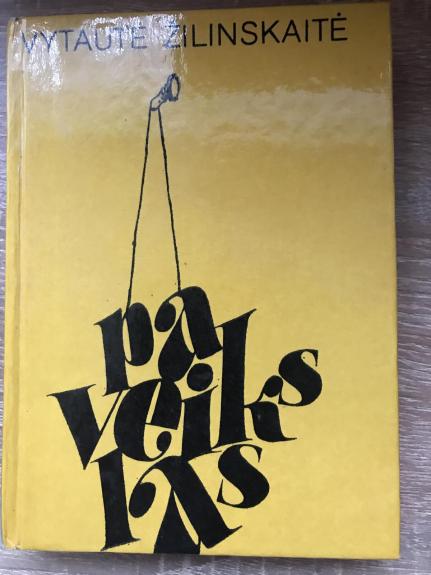 VYTAUTĖ ŽILINSKAITĖ
pa
veiks
las